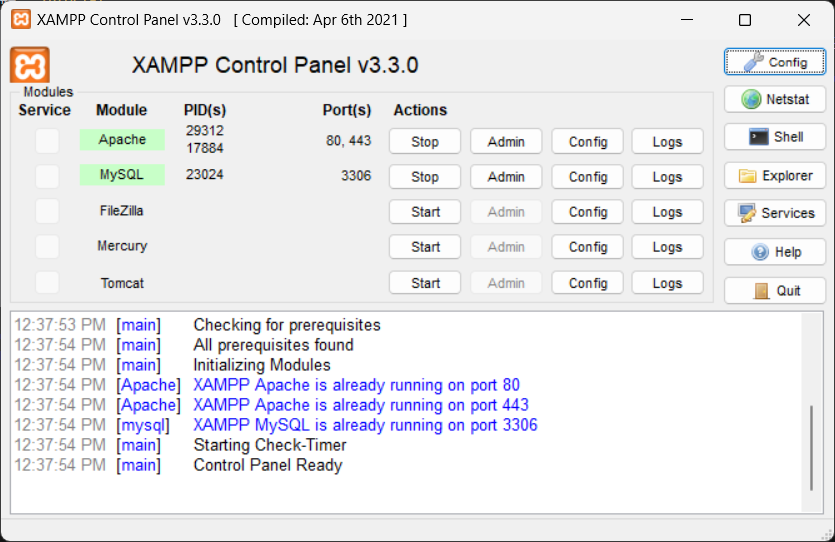 XAMPP Control Panel v3.3.0 [ Compiled: Apr 6th 2021 ]
XAMPP Control Panel v3.3.0
Config
Modules
Service Module PID(s) Port(s) Actions
Apache 29312 17884 80, 443 Stop Admin Config Logs
MySQL 23024 3306 Stop Admin Config Logs
FileZilla Start Admin Config Logs
Mercury Start Admin Config Logs
Tomcat Start Admin Config Logs
Netstat
Shell
Explorer
Services
Help
Quit
12:37:53 PM [main] Checking for prerequisites
12:37:54 PM [main] All prerequisites found
12:37:54 PM [main] Initializing Modules
12:37:54 PM [Apache] XAMPP Apache is already running on port 80
12:37:54 PM [Apache] XAMPP Apache is already running on port 443
12:37:54 PM [mysql] XAMPP MySQL is already running on port 3306
12:37:54 PM [main] Starting Check-Timer
12:37:54 PM [main] Control Panel Ready